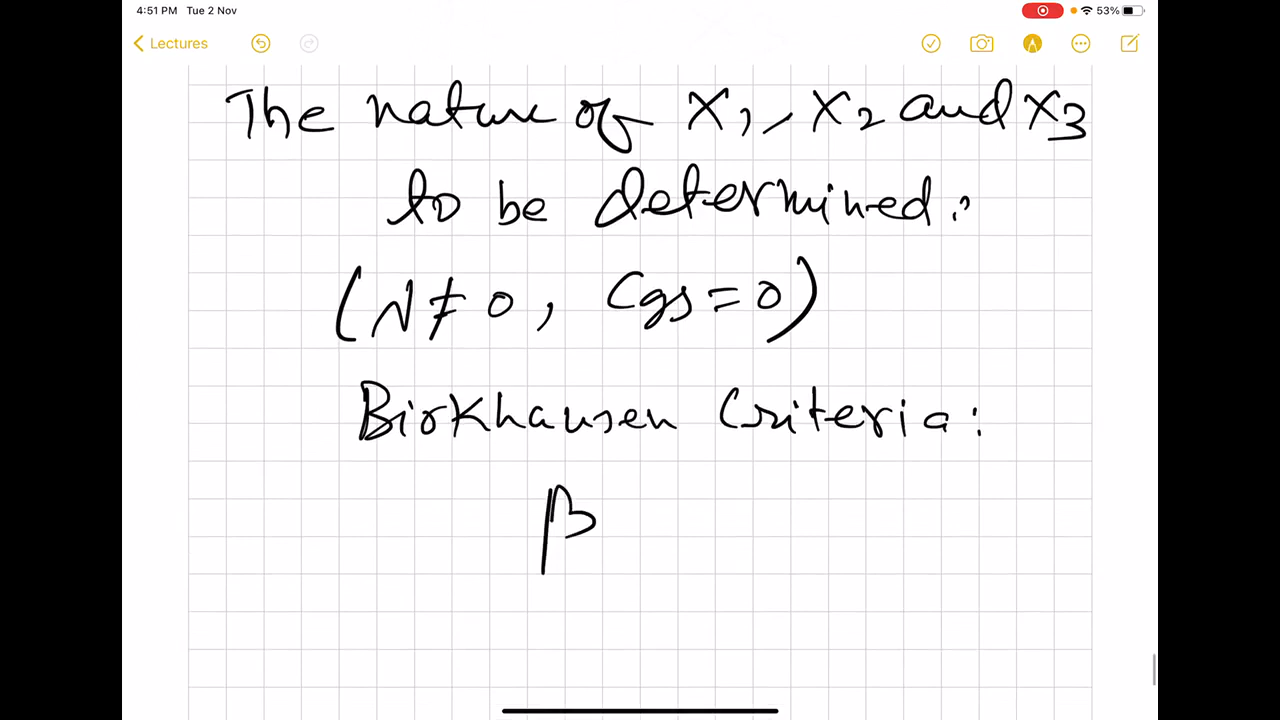 4:51 PM Tue 2 Nov
53%
Lectures
The nature of X1, X2 and X3
to be determined.
(λ≠0, Cgs=0)
Birkhausen Criteria:
β